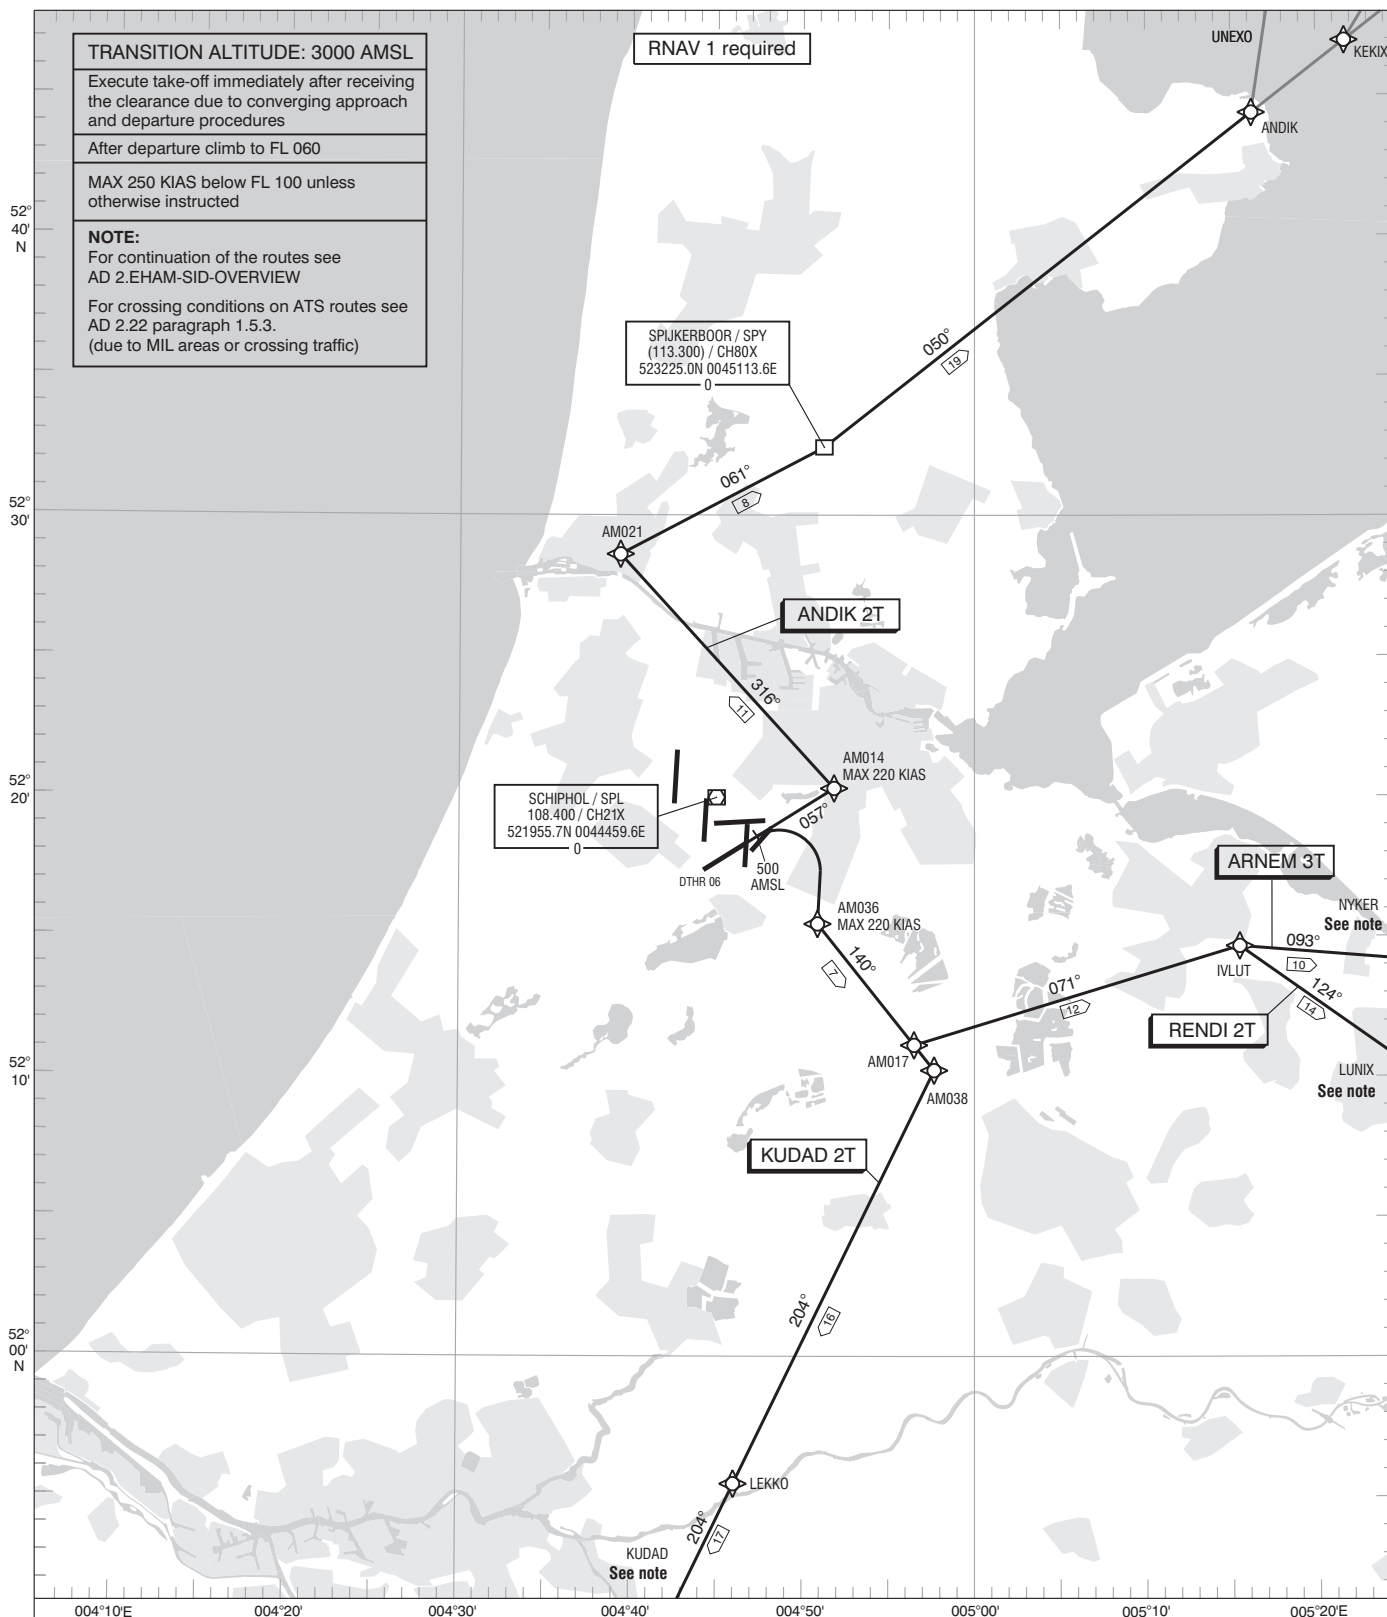 TRANSITION ALTITUDE: 3000 AMSL
Execute take-off immediately after receiving
the clearance due to converging approach
and departure procedures
After departure climb to FL 060
MAX 250 KIAS below FL 100 unless
otherwise instructed
NOTE:
For continuation of the routes see
AD 2.EHAM-SID-OVERVIEW
For crossing conditions on ATS routes see
AD 2.22 paragraph 1.5.3.
(due to MIL areas or crossing traffic)
RNAV 1 required
UNEXO
KEKIX
ANDIK
52°
40'
N
SPIJKERBOOR / SPY
(113.300) / CH80X
523225.0N 0045113.6E
0
050°
19
061°
8
52°
30'
AM021
ANDIK 2T
316°
11
AM014
MAX 220 KIAS
52°
20'
SCHIPHOL / SPL
108.400 / CH21X
521955.7N 0044459.6E
0
057°
DTHR 06
500
AMSL
ARNEM 3T
AM036
MAX 220 KIAS
NYKER
See note
093°
10
IVLUT
140°
7
071°
12
124°
14
RENDI 2T
52°
10'
AM017
AM038
LUNIX
See note
KUDAD 2T
204°
16
52°
00'
N
LEKKO
204°
17
KUDAD
See note
004°10'E
004°20'
004°30'
004°40'
004°50'
005°00'
005°10'
005°20'E